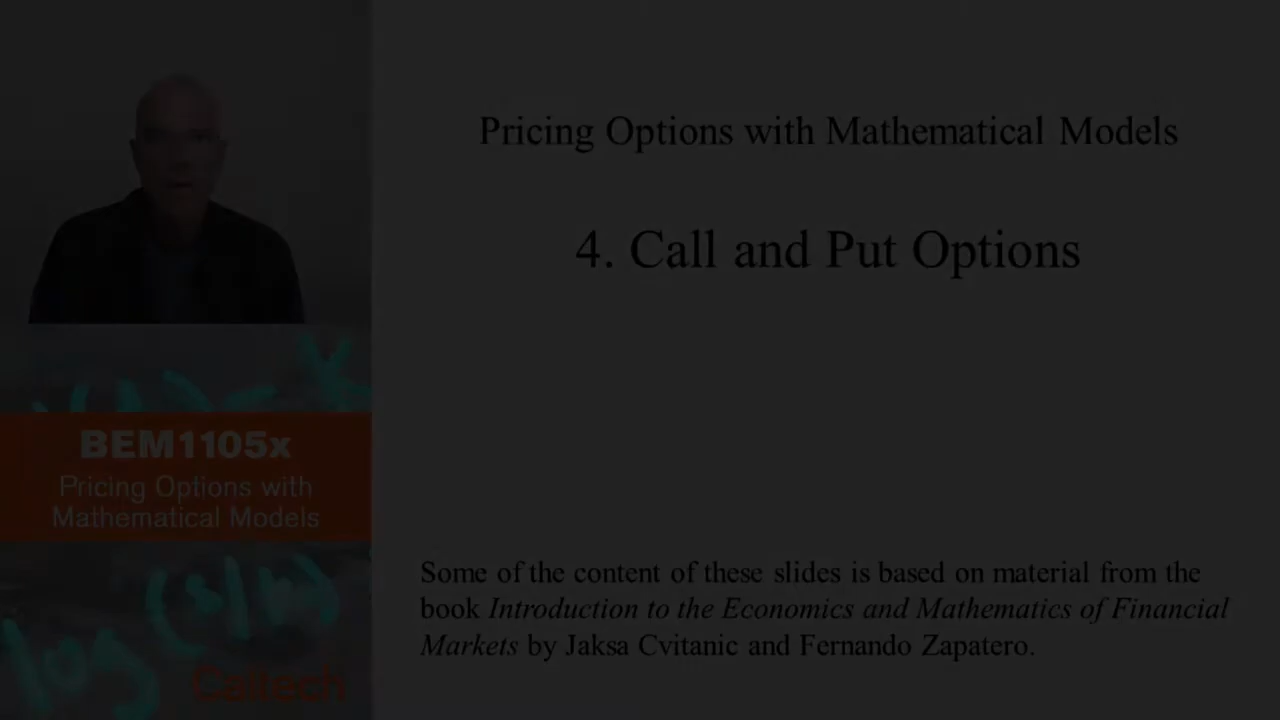 Pricing Options with Mathematical Models
4. Call and Put Options
BEM1105x
Pricing Options with
Mathematical Models
log (s/n)
Caltech
Some of the content of these slides is based on material from the
book Introduction to the Economics and Mathematics of Financial
Markets by Jaksa Cvitanic and Fernando Zapatero.